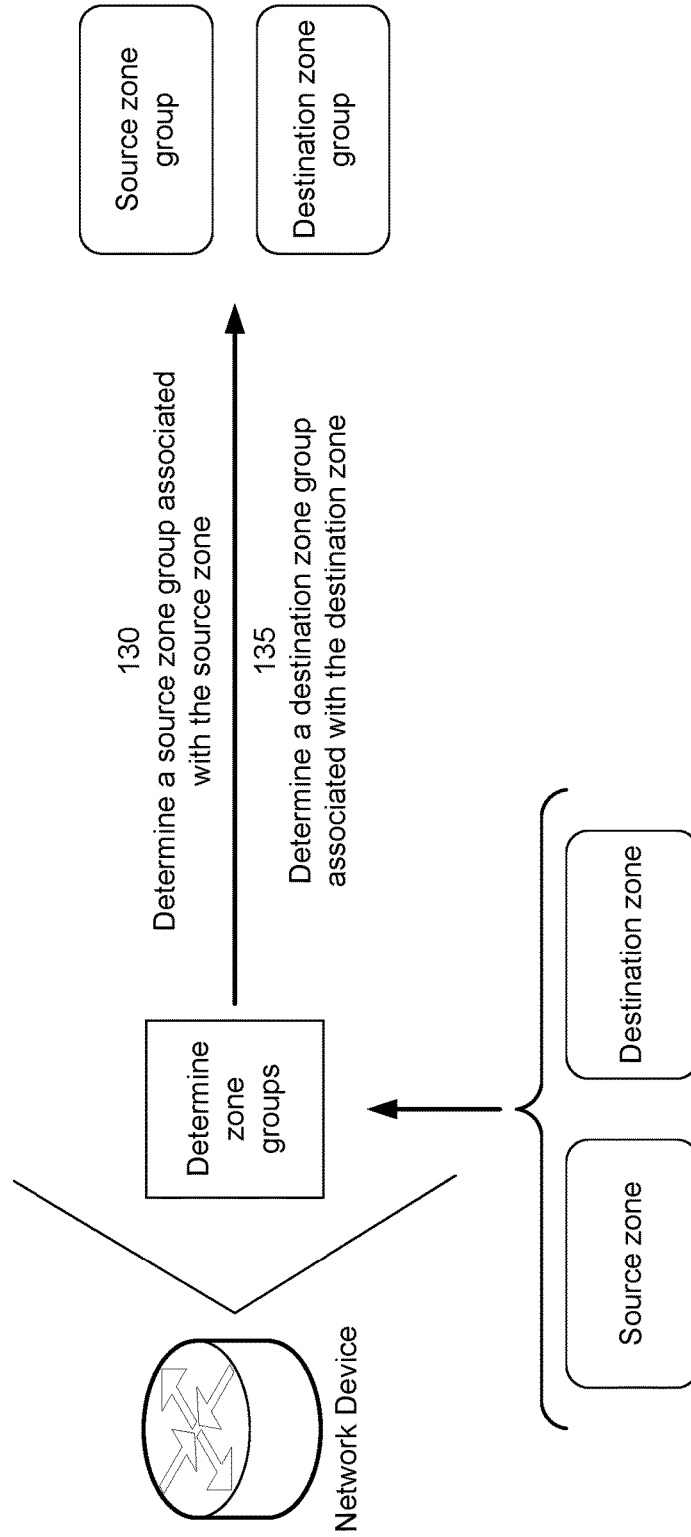 Network Device
Determine
zone
groups
130
Determine a source zone group associated
with the source zone
135
Determine a destination zone group
associated with the destination zone
Source zone
group
Destination zone
group
Source zone
Destination zone